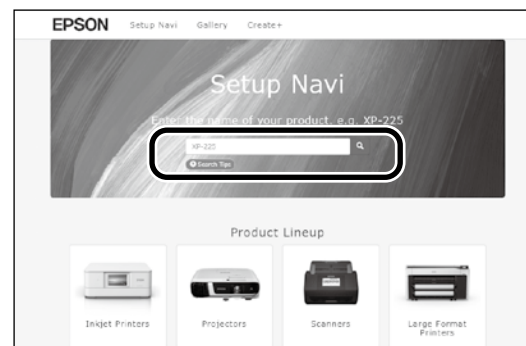 EPSON Setup Navi Gallery Create+
Setup Navi
Enter the name of your product, e.g. XP-225
XP-225
Search Tips
Product Lineup
Inkjet Printers
Projectors
Scanners
Large Format
Printers